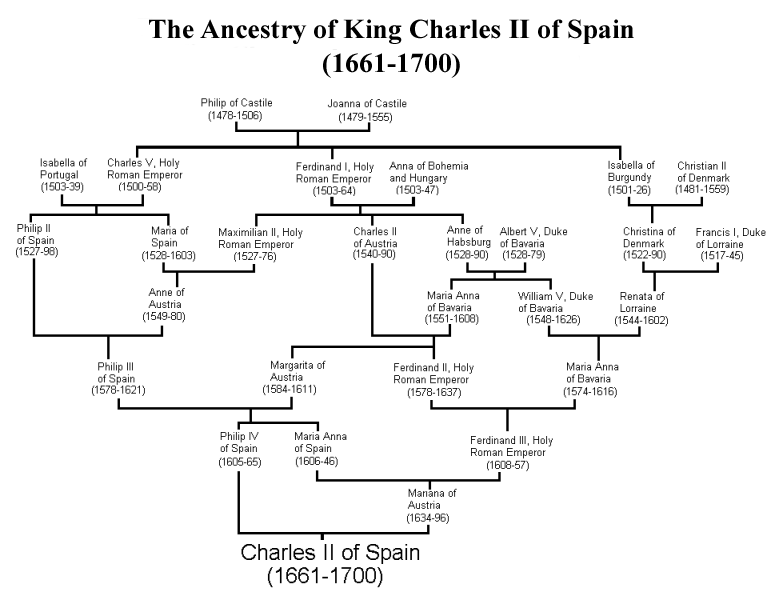 The Ancestry of King Charles II of Spain
(1661-1700)
Philip of Castile
(1478-1506)
Joanna of Castile
(1479-1555)
Isabella of
Portugal
(1503-39)
Charles V, Holy
Roman Emperor
(1500-58)
Ferdinand I, Holy
Roman Emperor
(1503-64)
Anna of Bohemia
and Hungary
(1503-47)
Isabella of
Burgundy
(1501-26)
Christian II
of Denmark
(1481-1559)
Philip II
of Spain
(1527-98)
Maria of
Spain
(1528-1603)
Maximilian II, Holy
Roman Emperor
(1527-76)
Charles II
of Austria
(1540-90)
Anne of
Habsburg
(1528-90)
Albert V, Duke
of Bavaria
(1528-79)
Christina of
Denmark
(1522-90)
Francis I, Duke
of Lorraine
(1517-45)
Anne of
Austria
(1549-80)
Maria Anna
of Bavaria
(1551-1608)
William V, Duke
of Bavaria
(1548-1626)
Renata of
Lorraine
(1544-1602)
Philip III
of Spain
(1578-1621)
Margarita of
Austria
(1584-1611)
Ferdinand II, Holy
Roman Emperor
(1578-1637)
Maria Anna
of Bavaria
(1574-1616)
Philip IV
of Spain
(1605-65)
Maria Anna
of Spain
(1606-46)
Ferdinand III, Holy
Roman Emperor
(1608-57)
Mariana of
Austria
(1634-96)
Charles II of Spain
(1661-1700)